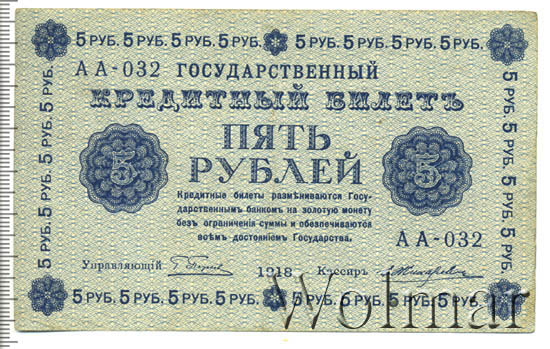 5 РУБ. 5 РУБ. 5 РУБ. 5 РУБ. 5 РУБ. 5 РУБ. 5 РУБ. 5 РУБ.
АА-032 ГОСУДАРСТВЕННЫЙ
КРЕДИТНЫЙ БИЛЕТЪ
ПЯТЬ
5 РУБЛЕЙ 5
Кредитные билеты размѣниваются Госу-
дарственнымъ банкомъ на золотую монету
безъ ограниченія суммы и обезпечиваются
всѣмъ достояніемъ Государства.
АА-032
Управляющій 1918 Кассиръ
5 РУБ. 5 РУБ. 5 РУБ. 5 РУБ. 5 РУБ. 5 РУБ. 5 РУБ. 5 РУБ.
5 РУБ. 5 РУБ. 5 РУБ. 5 РУБ.
5 РУБ. 5 РУБ. 5 РУБ. 5 РУБ.
Wolmar